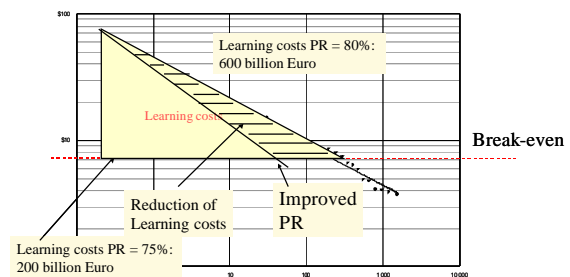 $100
Learning costs PR = 80%:
600 billion Euro
Learning costs
$10
Break-even
Reduction of
Learning costs
Improved
PR
Learning costs PR = 75%:
200 billion Euro
10
100
1 000
10 000